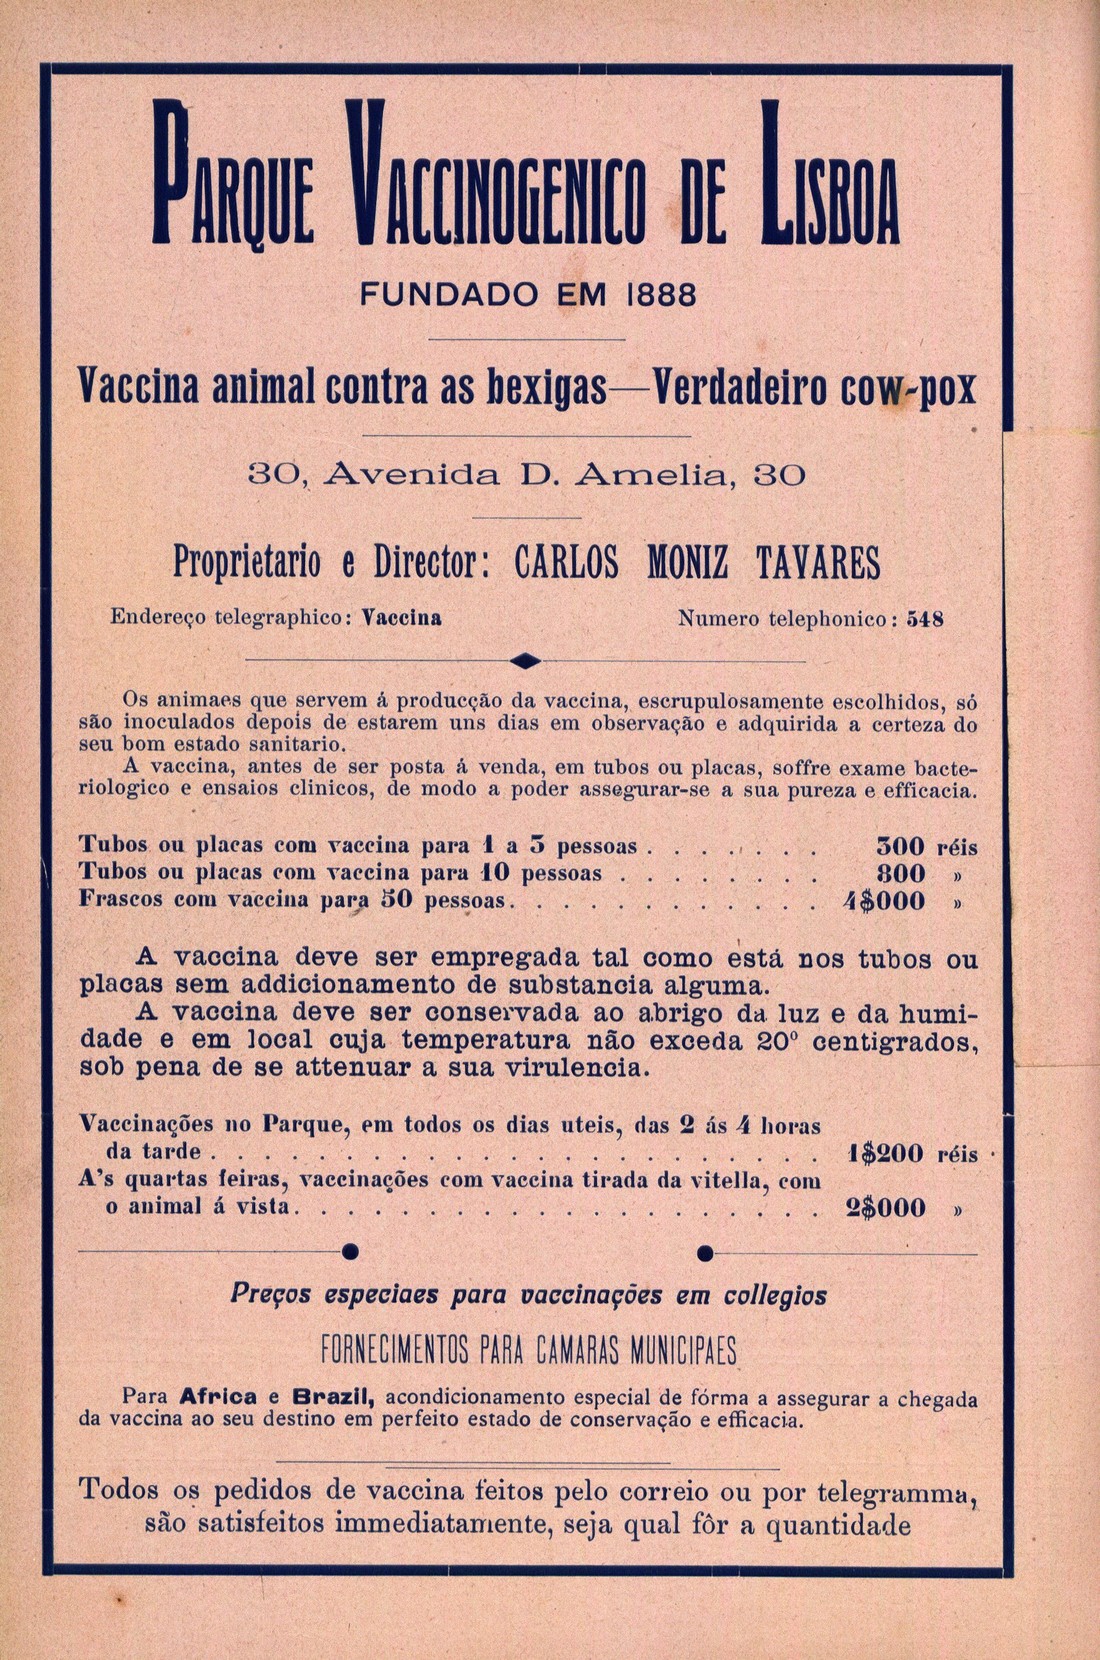 PARQUE VACCINOGENICO DE LISBOA
FUNDADO EM 1888
Vaccina animal contra as bexigas—Verdadeiro cow-pox
30, Avenida D. Amelia, 30
Proprietario e Director: CARLOS MONIZ TAVARES
Endereço telegraphico: Vaccina Numero telephonico: 548
Os animaes que servem á producção da vaccina, escrupulosamente escolhidos, só
são inoculados depois de estarem uns dias em observação e adquirida a certeza do
seu bom estado sanitario.
A vaccina, antes de ser posta á venda, em tubos ou placas, soffre exame bacte-
riologico e ensaios clinicos, de modo a poder assegurar-se a sua pureza e efficacia.
Tubos ou placas com vaccina para 1 a 3 pessoas . . . . . . . 300 réis
Tubos ou placas com vaccina para 10 pessoas . . . . . . . . 800 »
Frascos com vaccina para 50 pessoas. . . . . . . . . . . . 4$000 »
A vaccina deve ser empregada tal como está nos tubos ou
placas sem addicionamento de substancia alguma.
A vaccina deve ser conservada ao abrigo da luz e da humi-
dade e em local cuja temperatura não exceda 20º centigrados,
sob pena de se attenuar a sua virulencia.
Vaccinações no Parque, em todos os dias uteis, das 2 ás 4 horas
da tarde . . . . . . . . . . . . . . . . . . . . . . . 1$200 réis
A's quartas feiras, vaccinações com vaccina tirada da vitella, com
o animal á vista. . . . . . . . . . . . . . . . . . . . 2$000 »
Preços especiaes para vaccinações em collegios
FORNECIMENTOS PARA CAMARAS MUNICIPAES
Para Africa e Brazil, acondicionamento especial de fórma a assegurar a chegada
da vaccina ao seu destino em perfeito estado de conservação e efficacia.
Todos os pedidos de vaccina feitos pelo correio ou por telegramma,
são satisfeitos immediatamente, seja qual fôr a quantidade